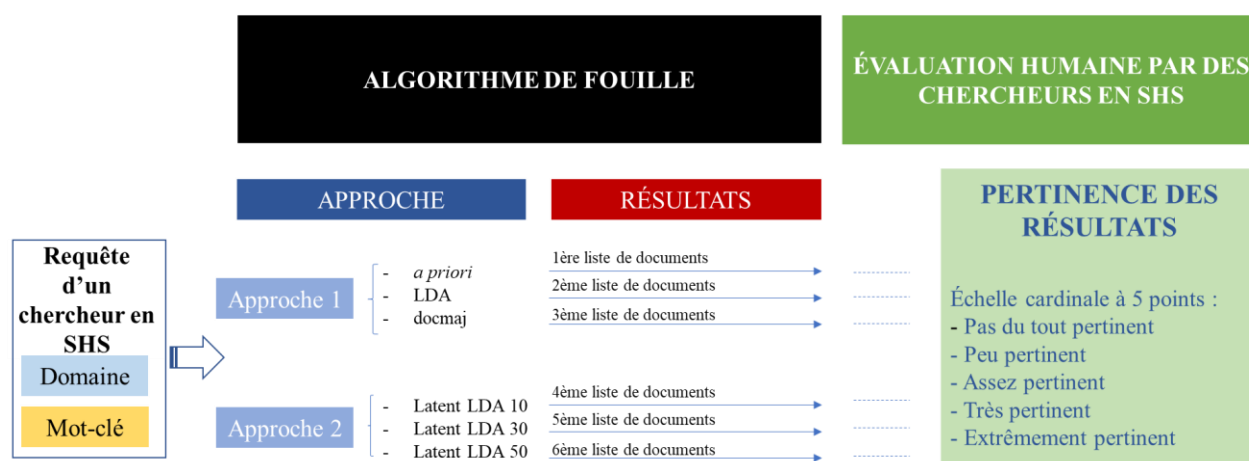 ALGORITHME DE FOUILLE
ÉVALUATION HUMAINE PAR DES
CHERCHEURS EN SHS
APPROCHE
RÉSULTATS
PERTINENCE DES
RÉSULTATS
Requête
d'un
chercheur en
SHS
Domaine
Mot-clé
Approche 1
- a priori
- LDA
- docmaj
1ère liste de documents
2ème liste de documents
3ème liste de documents
Approche 2
- Latent LDA 10
- Latent LDA 30
- Latent LDA 50
4ème liste de documents
5ème liste de documents
6ème liste de documents
Échelle cardinale à 5 points :
- Pas du tout pertinent
- Peu pertinent
- Assez pertinent
- Très pertinent
- Extrêmement pertinent